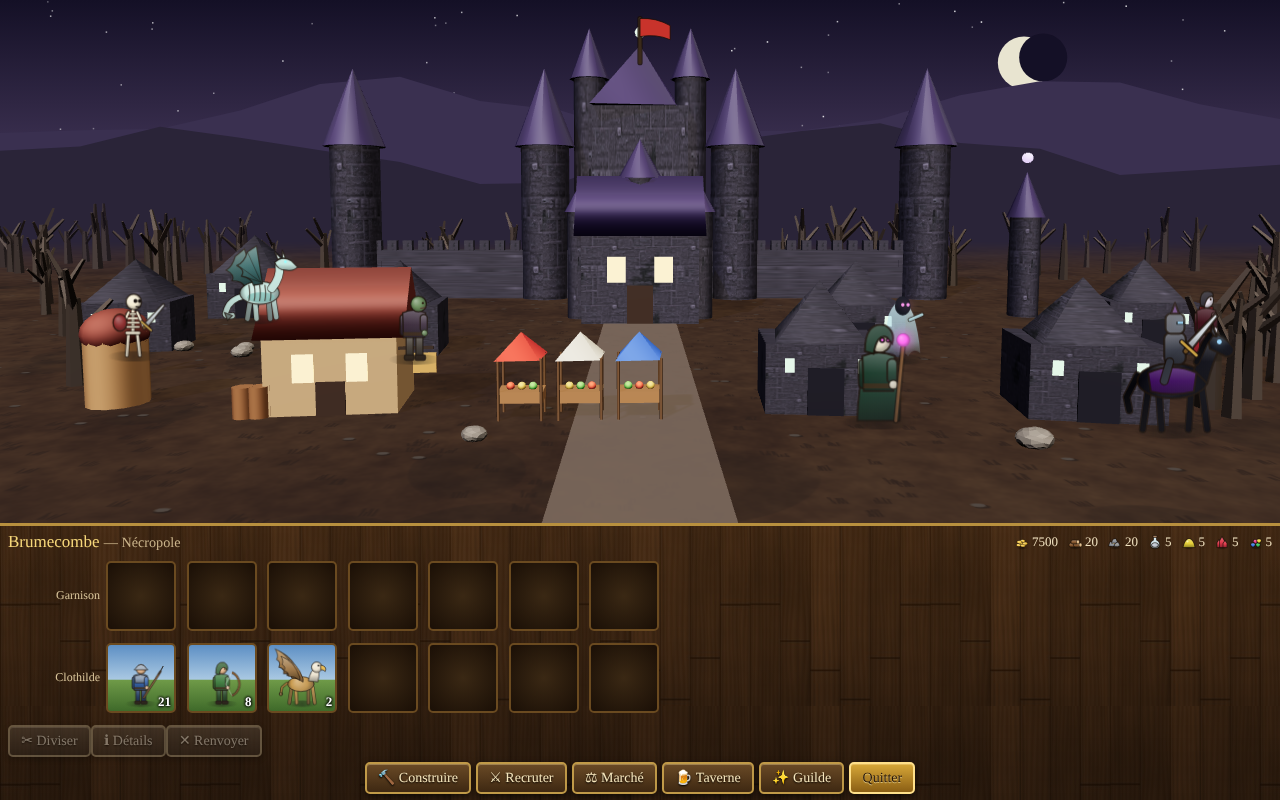 Brumecombe — Nécropole
7500 20 20 5 5 5 5
Garnison
Clothilde
21 8 2
Diviser Détails Renvoyer
Construire Recruter Marché Taverne Guilde Quitter